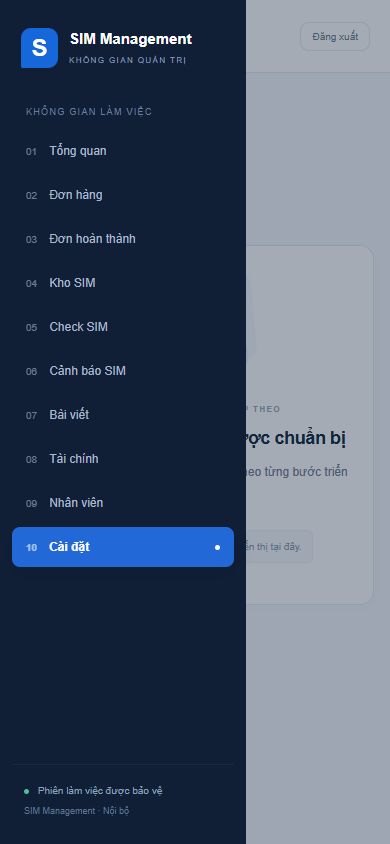 S
SIM Management
KHÔNG GIAN QUẢN TRỊ
Đăng xuất
KHÔNG GIAN LÀM VIỆC
01 Tổng quan
02 Đơn hàng
03 Đơn hoàn thành
04 Kho SIM
05 Check SIM
06 Cảnh báo SIM
07 Bài viết
THEO
08 Tài chính
09 Nhân viên
10 Cài đặt
chuẩn bị
từng bước triển
thị tại đây.
Phiên làm việc được bảo vệ
SIM Management · Nội bộ